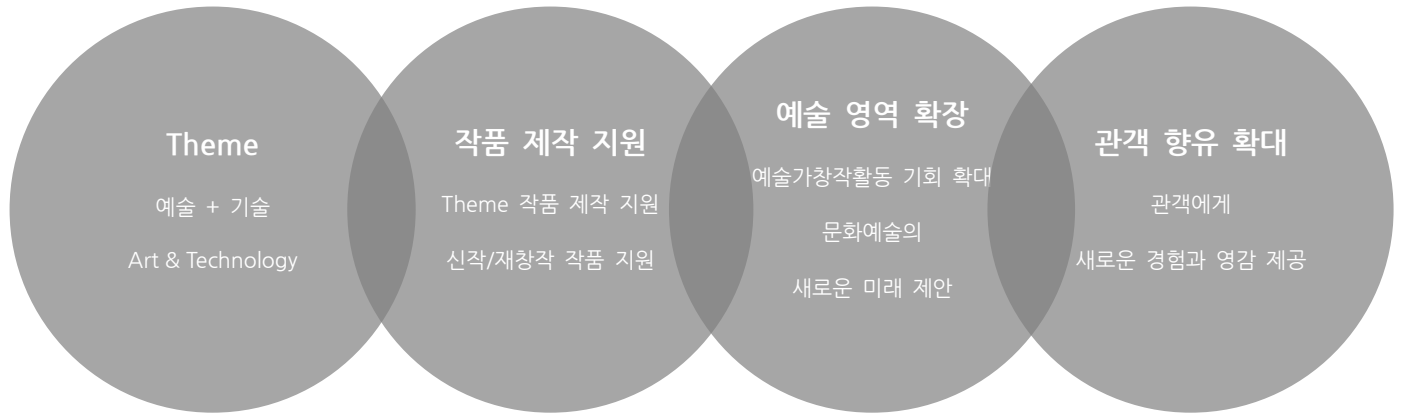 Theme
예술 + 기술
Art & Technology
작품 제작 지원
Theme 작품 제작 지원
신작/재창작 작품 지원
예술 영역 확장
예술가창작활동 기회 확대
문화예술의
새로운 미래 제안
관객 향유 확대
관객에게
새로운 경험과 영감 제공